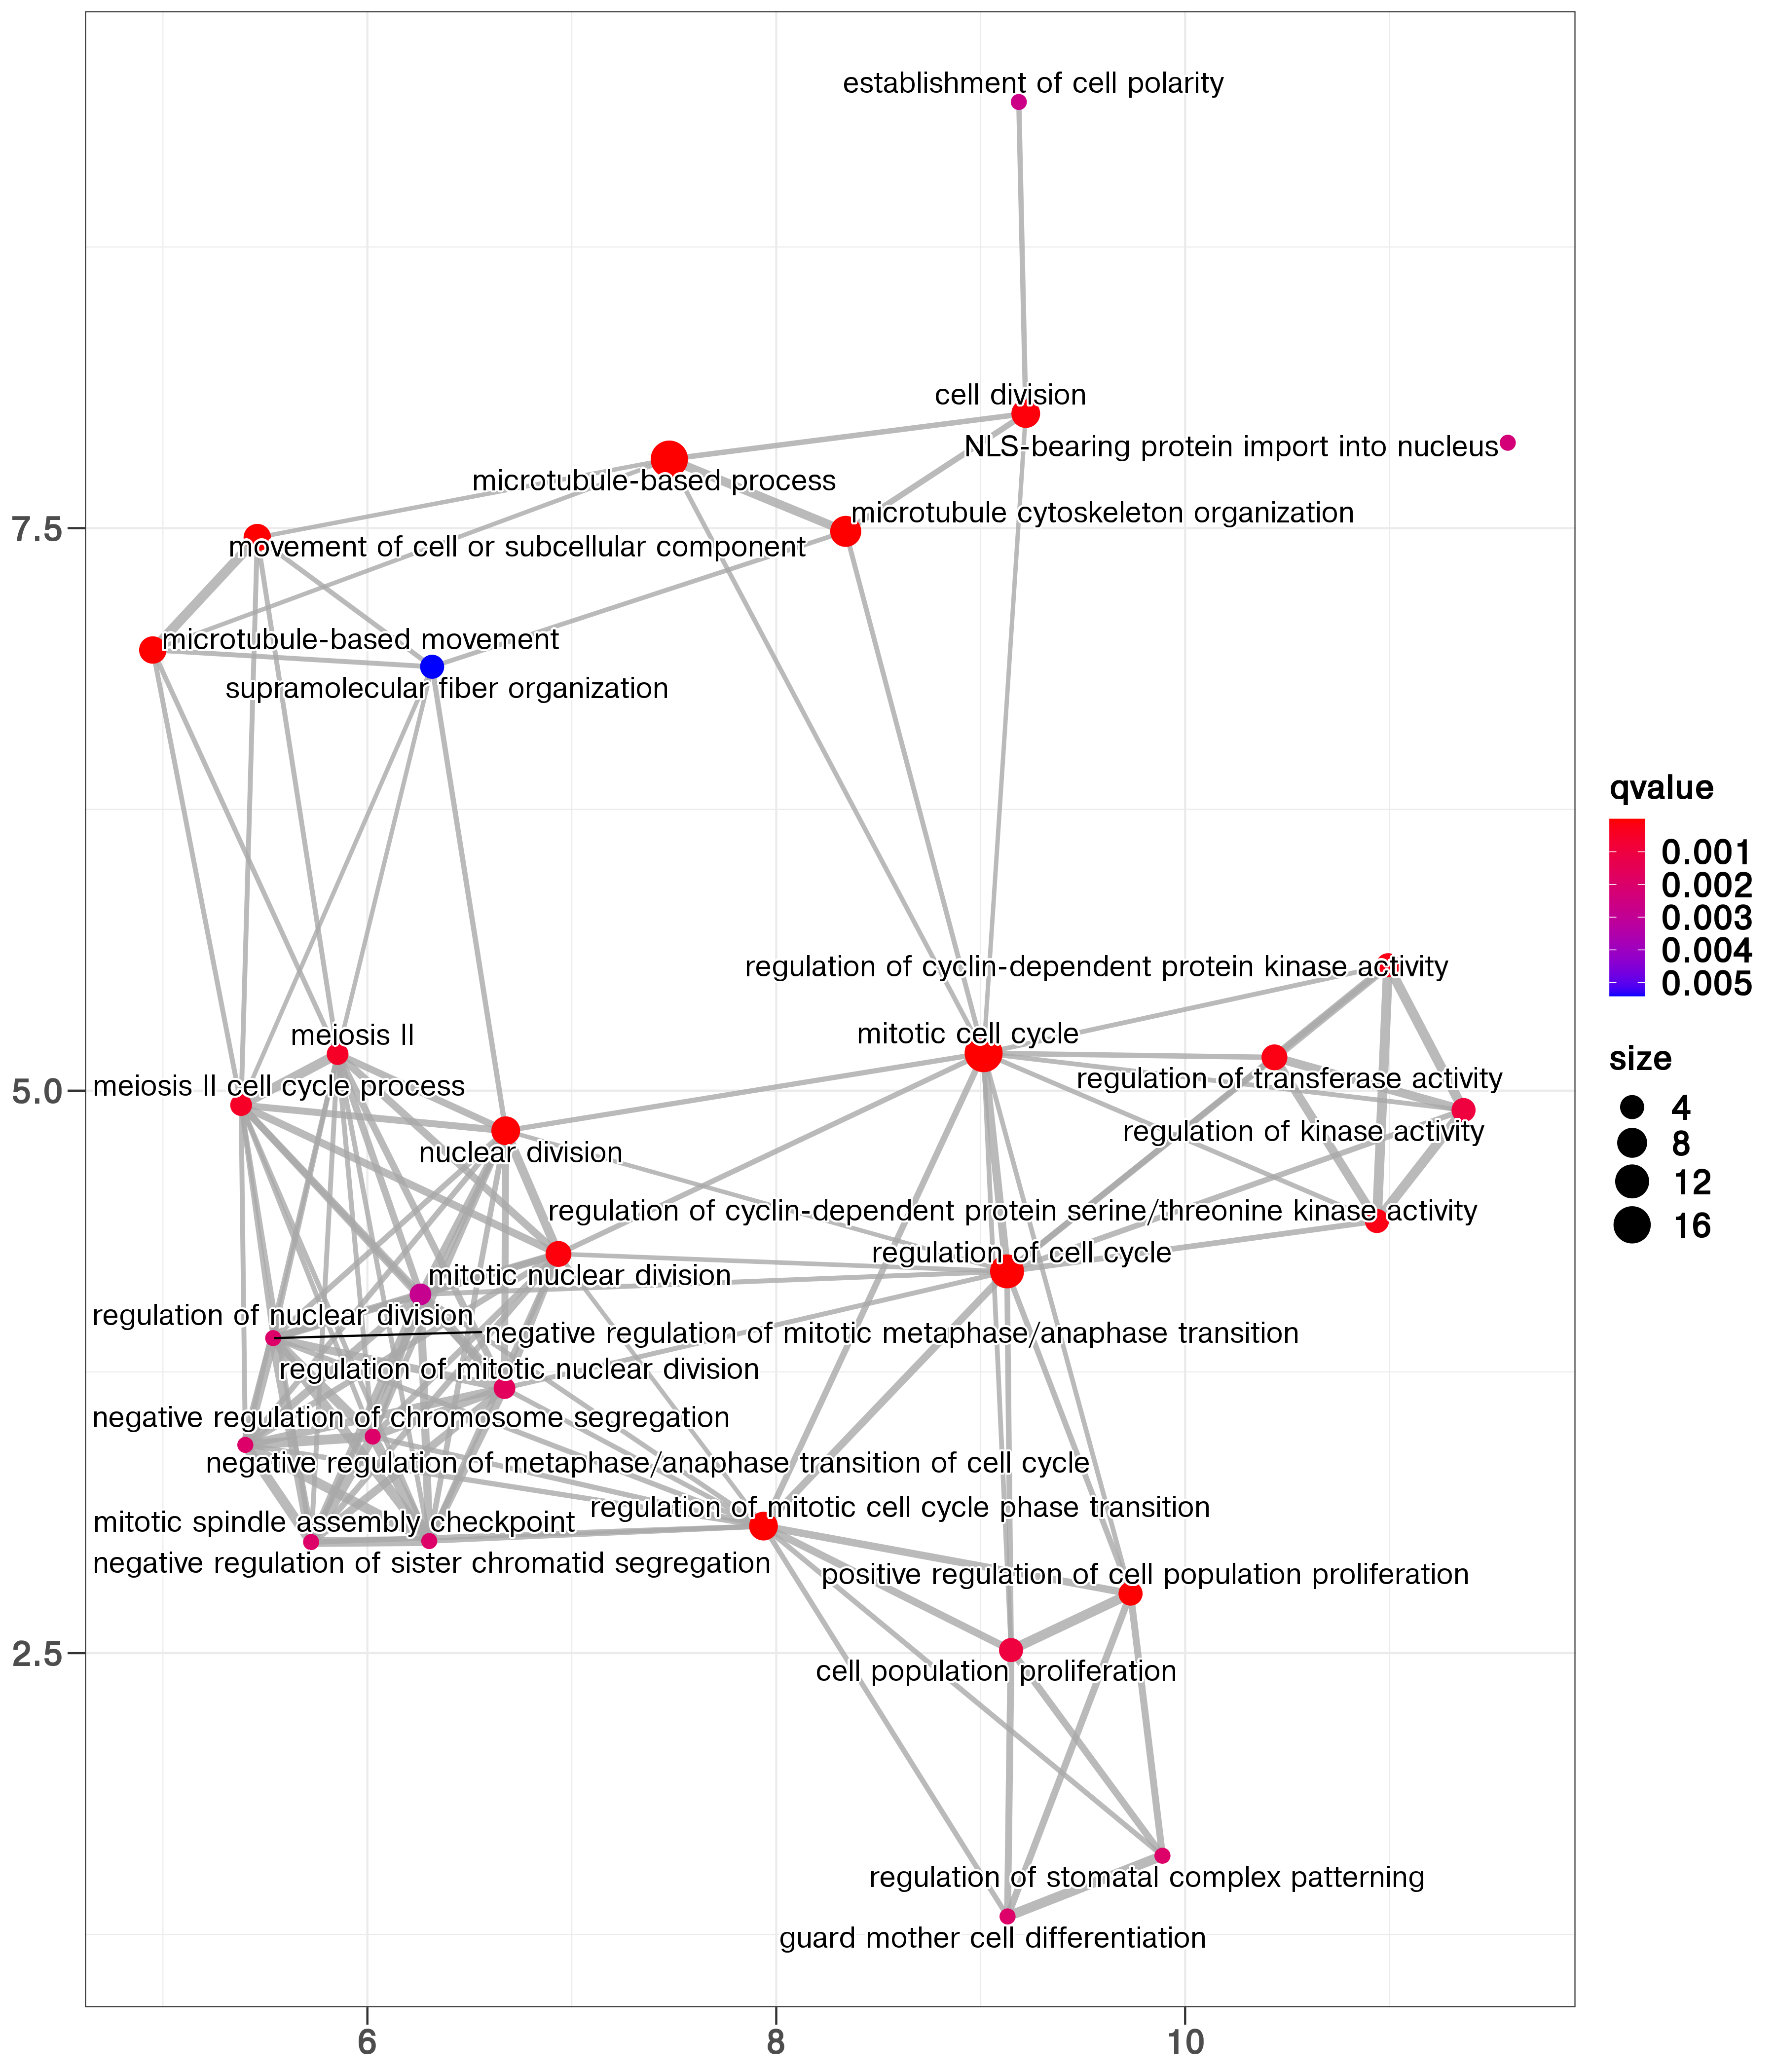 establishment of cell polarity
cell division
NLS-bearing protein import into nucleus
microtubule-based process
microtubule cytoskeleton organization
7.5
movement of cell or subcellular component
microtubule-based movement
supramolecular fiber organization
qvalue
0.001
0.002
0.003
0.004
0.005
regulation of cyclin-dependent protein kinase activity
mitotic cell cycle
meiosis II
size
4
8
12
16
regulation of transferase activity
5.0
meiosis II cell cycle process
regulation of kinase activity
nuclear division
regulation of cyclin-dependent protein serine/threonine kinase activity
regulation of cell cycle
mitotic nuclear division
regulation of nuclear division
negative regulation of mitotic metaphase/anaphase transition
regulation of mitotic nuclear division
negative regulation of chromosome segregation
negative regulation of metaphase/anaphase transition of cell cycle
regulation of mitotic cell cycle phase transition
mitotic spindle assembly checkpoint
negative regulation of sister chromatid segregation
positive regulation of cell population proliferation
2.5
cell population proliferation
regulation of stomatal complex patterning
guard mother cell differentiation
6
8
10